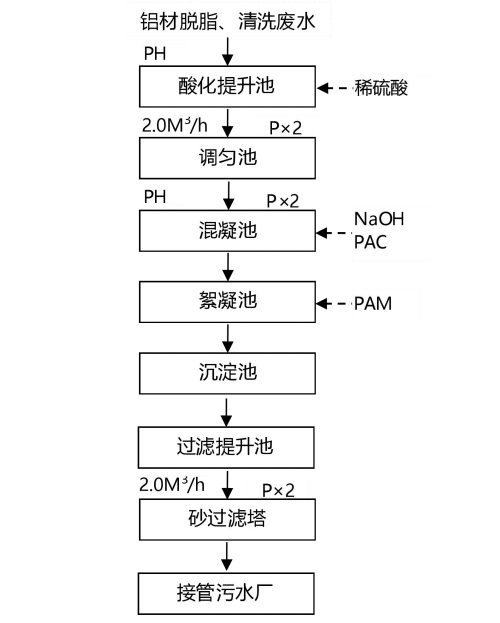 铝材脱脂、清洗废水
PH
酸化提升池
稀硫酸
2.0M³/h P×2
调匀池
PH P×2
混凝池
NaOH
PAC
絮凝池
PAM
沉淀池
过滤提升池
2.0M³/h P×2
砂过滤塔
接管污水厂